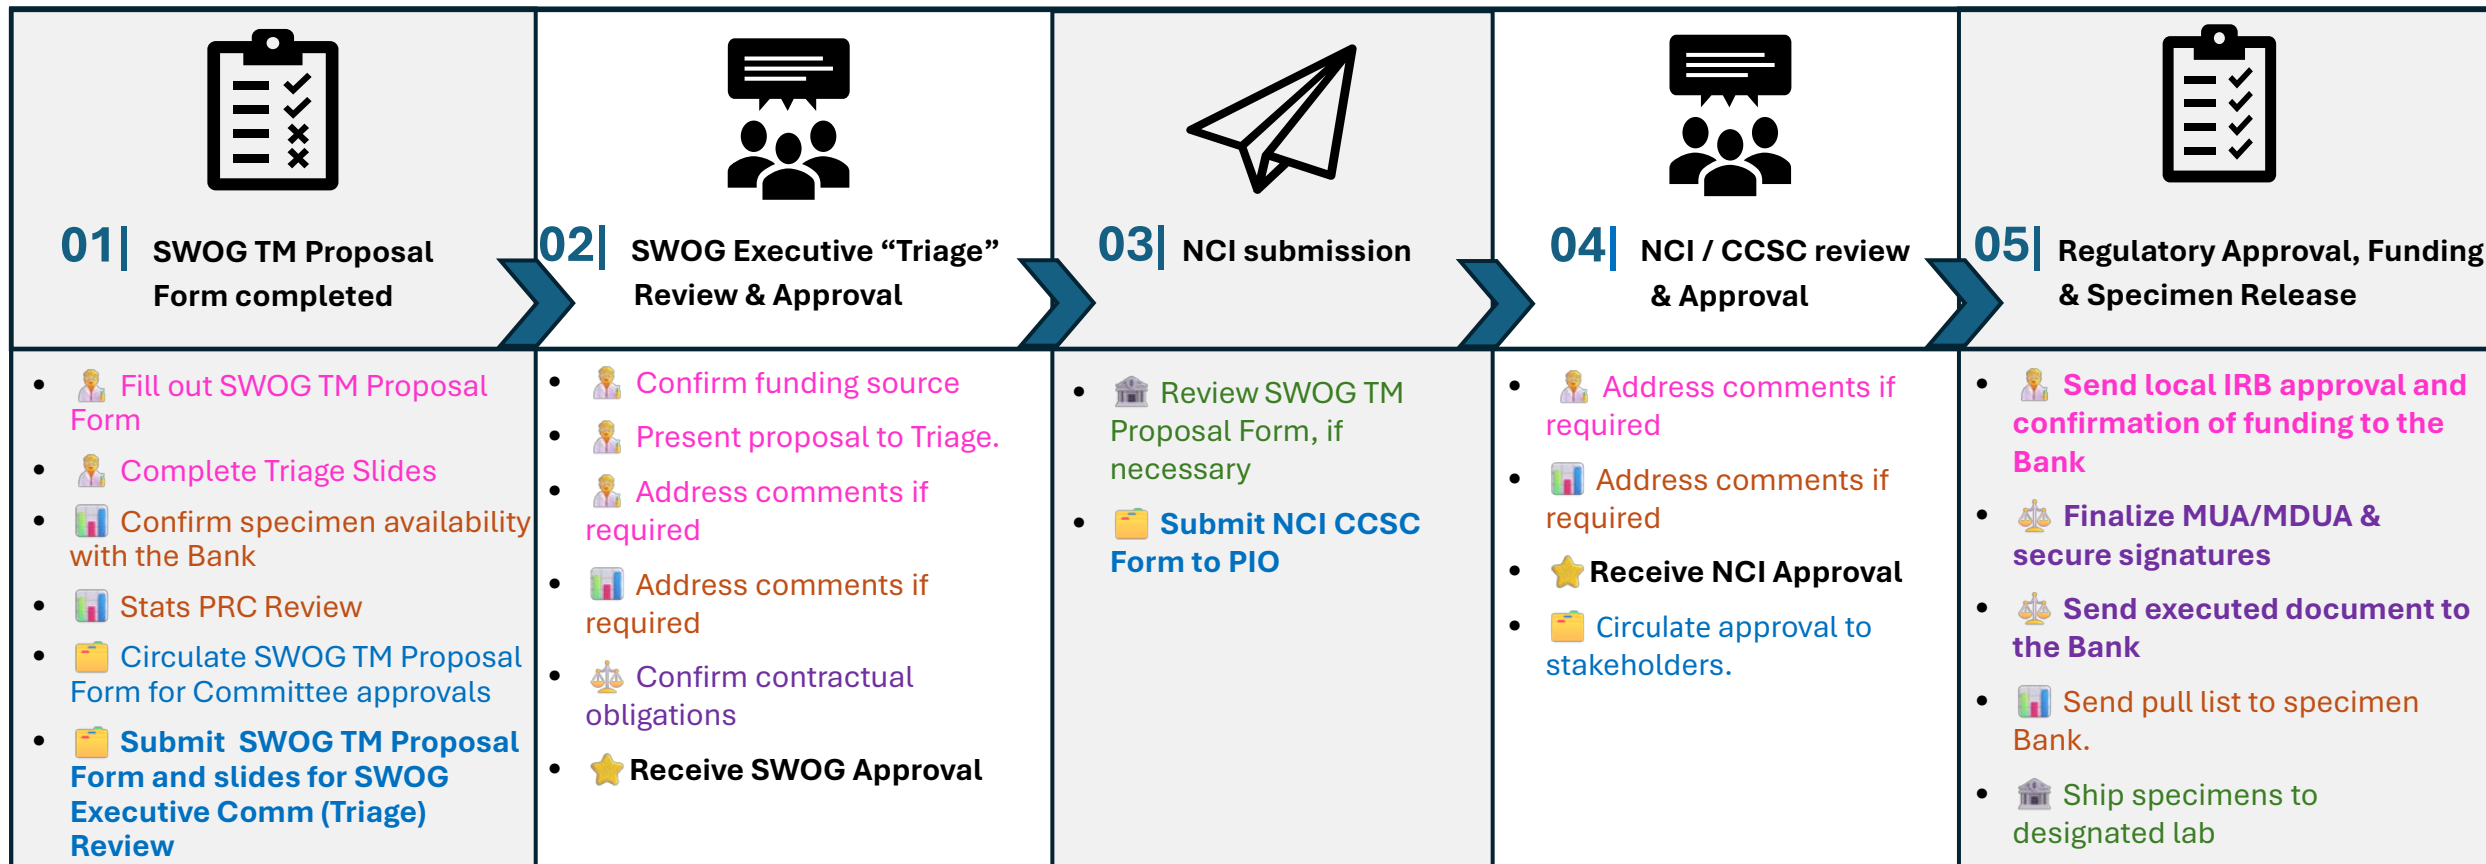 01| SWOG TM Proposal
Form completed
02| SWOG Executive “Triage”
Review & Approval
03| NCI submission
04| NCI / CCSC review
& Approval
05| Regulatory Approval, Funding
& Specimen Release
• Fill out SWOG TM Proposal
Form
• Complete Triage Slides
• Confirm specimen availability
with the Bank
• Stats PRC Review
• Circulate SWOG TM Proposal
Form for Committee approvals
• Submit SWOG TM Proposal
Form and slides for SWOG
Executive Comm (Triage)
Review
• Confirm funding source
• Present proposal to Triage.
• Address comments if
required
• Address comments if
required
• Confirm contractual
obligations
• Receive SWOG Approval
• Review SWOG TM
Proposal Form, if
necessary
• Submit NCI CCSC
Form to PIO
• Address comments if
required
• Address comments if
required
• Receive NCI Approval
• Circulate approval to
stakeholders.
• Send local IRB approval and
confirmation of funding to the
Bank
• Finalize MUA/MDUA &
secure signatures
• Send executed document to
the Bank
• Send pull list to specimen
Bank.
• Ship specimens to
designated lab